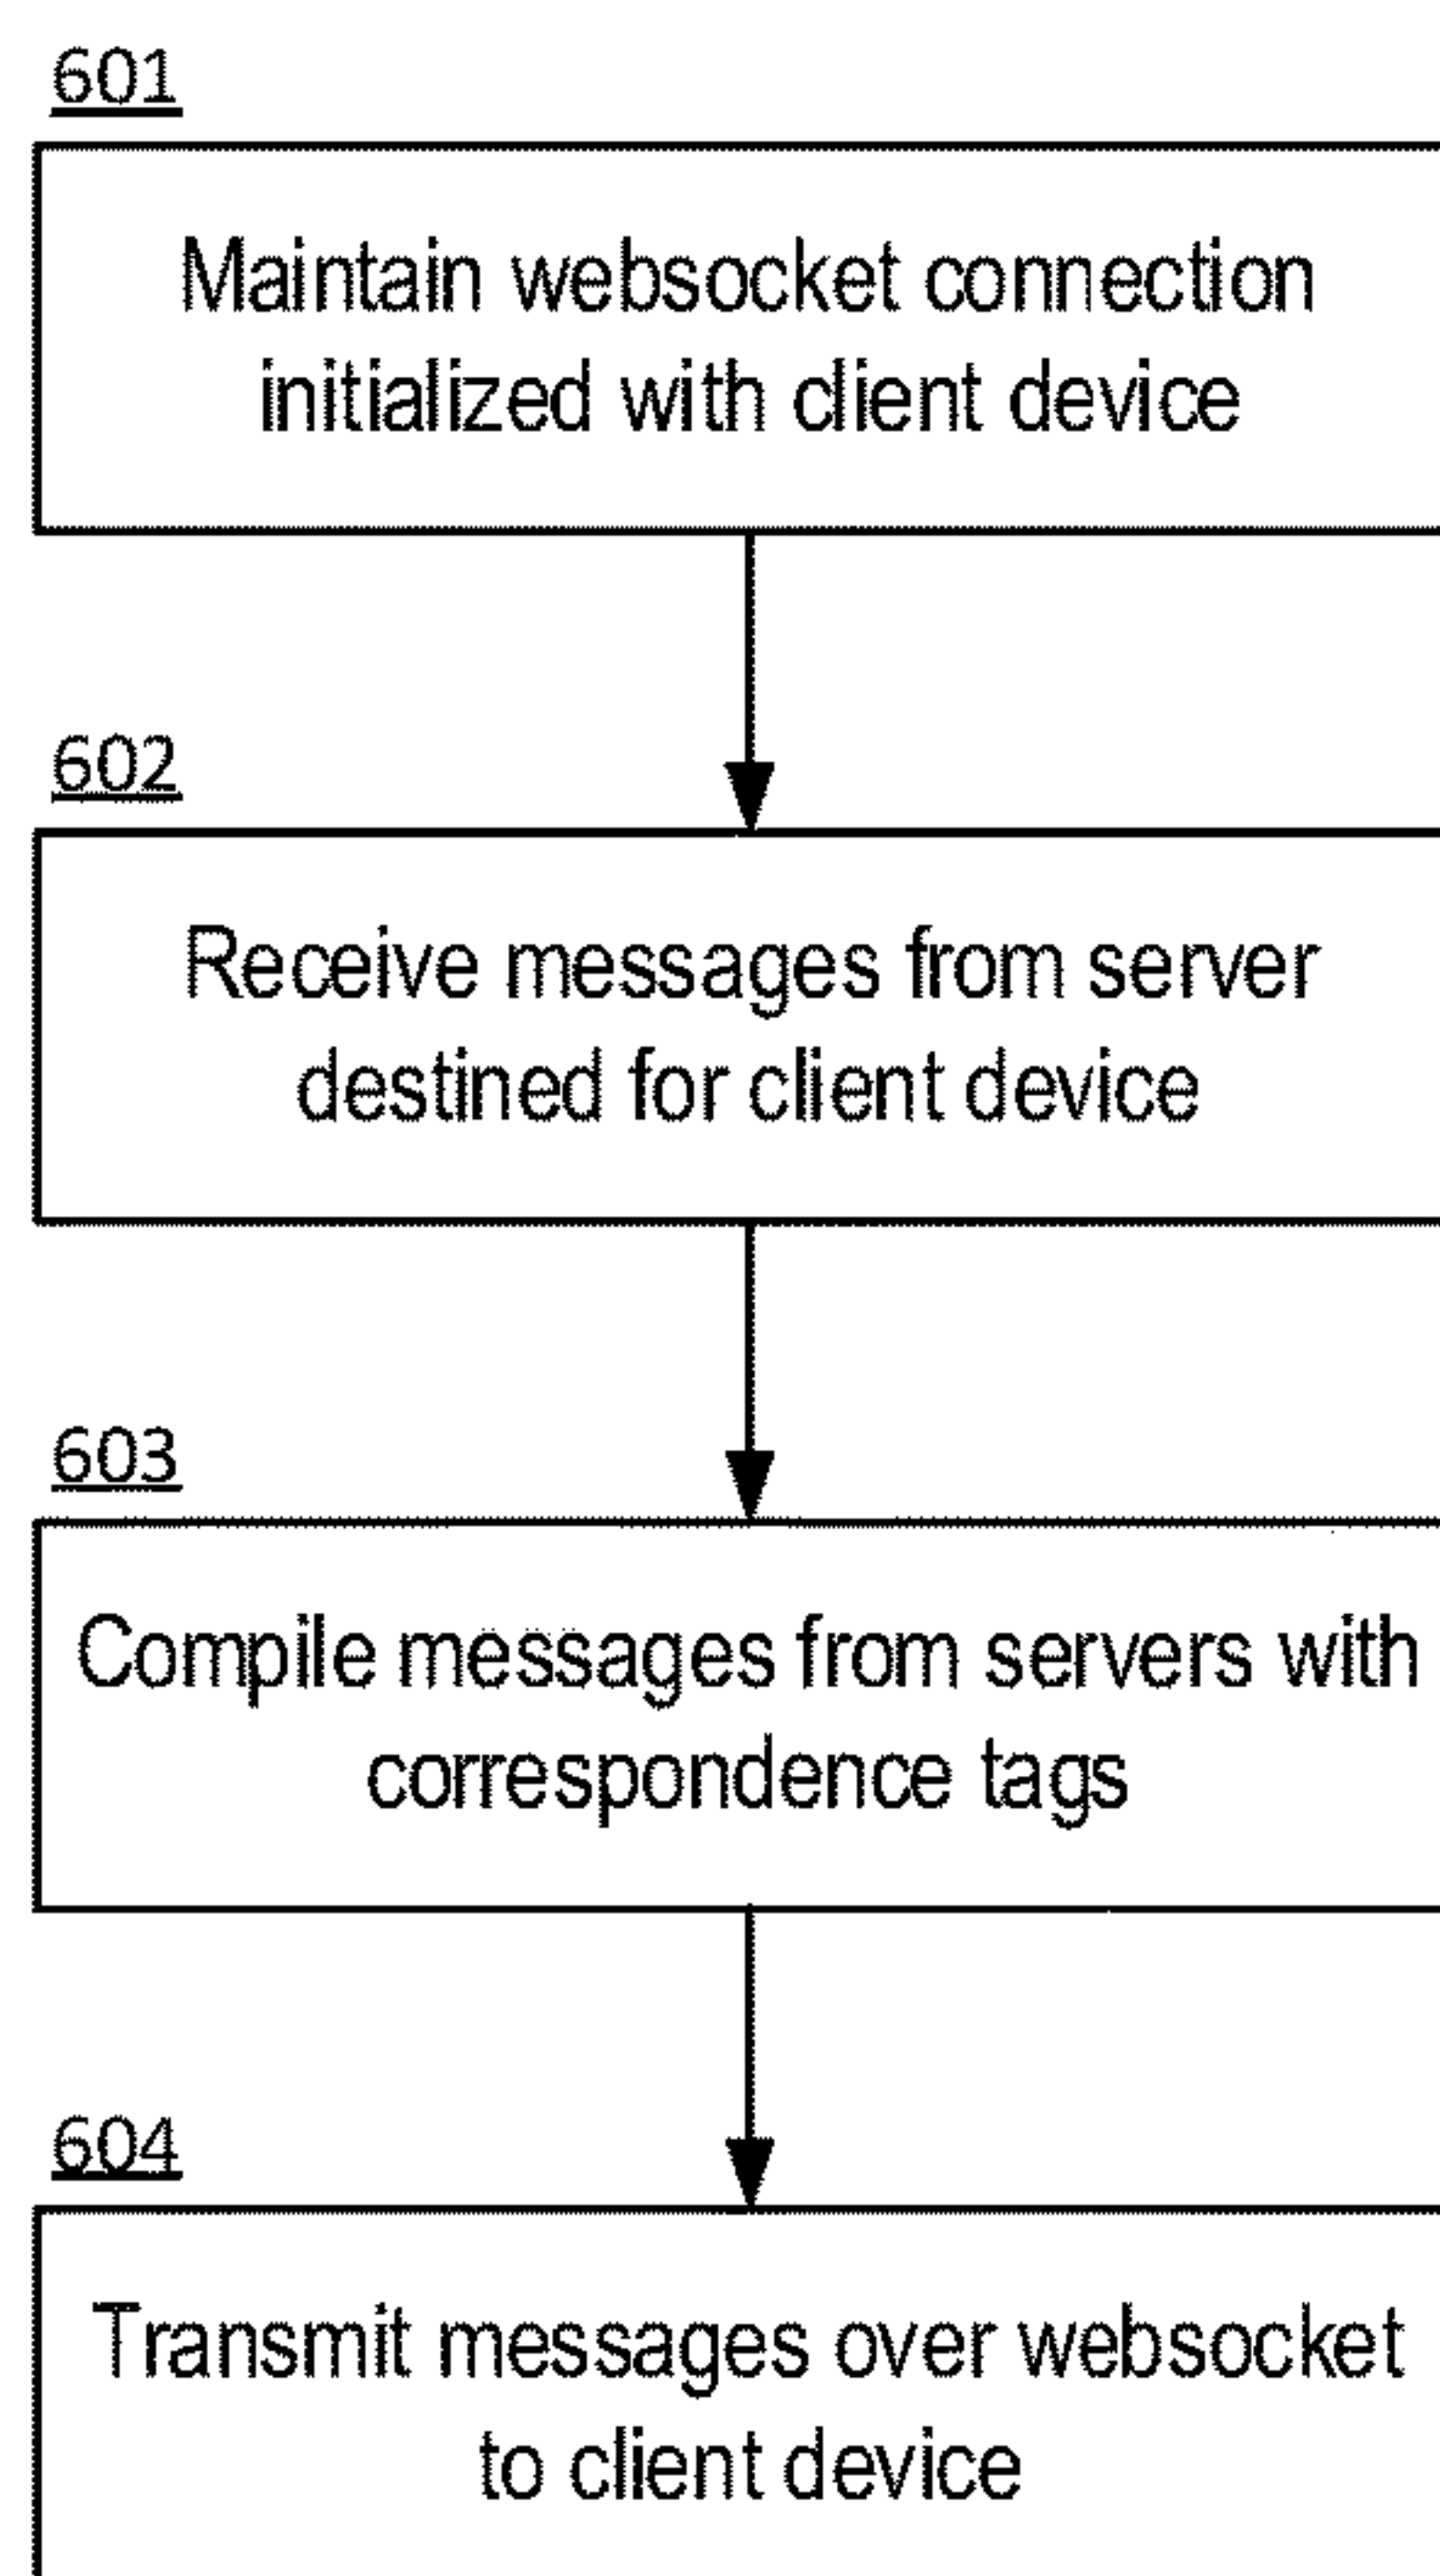 601
Maintain websocket connection
initialized with client device
602
Receive messages from server
destined for client device
603
Compile messages from servers with
correspondence tags
604
Transmit messages over websocket
to client device